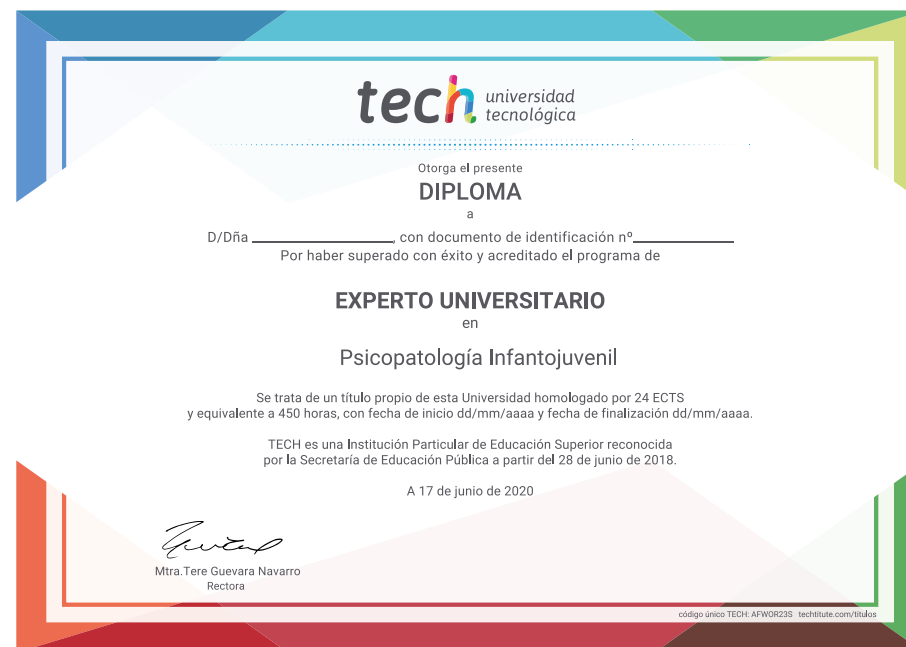 tech universidad
tecnológica
Otorga el presente
DIPLOMA
a
D/Dña ____________________, con documento de identificación nº______________
Por haber superado con éxito y acreditado el programa de
EXPERTO UNIVERSITARIO
en
Psicopatología Infantojuvenil
Se trata de un título propio de esta Universidad homologado por 24 ECTS
y equivalente a 450 horas, con fecha de inicio dd/mm/aaaa y fecha de finalización dd/mm/aaaa.
TECH es una Institución Particular de Educación Superior reconocida
por la Secretaría de Educación Pública a partir del 28 de junio de 2018.
A 17 de junio de 2020
Mtra.Tere Guevara Navarro
Rectora
código único TECH: AFWOR23S techtitute.com/titulos